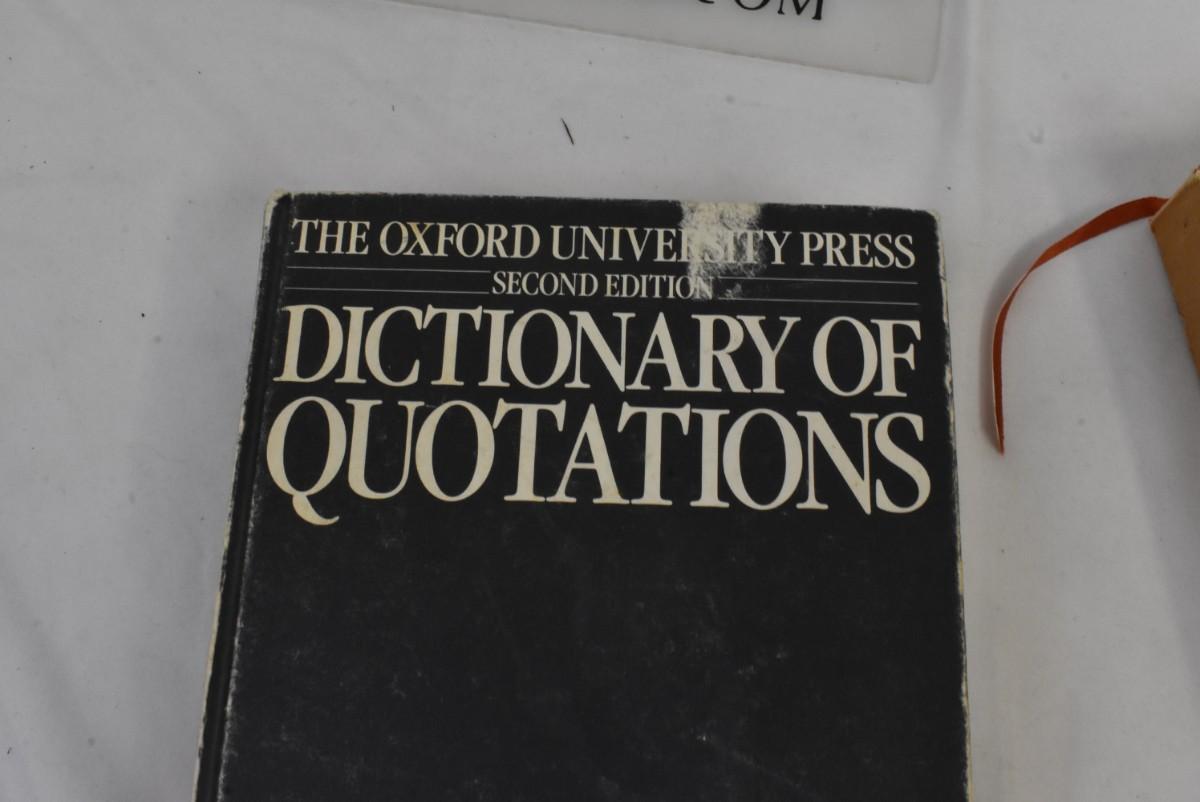 THE OXFORD UNIVERSITY PRESS
SECOND EDITION
DICTIONARY OF
QUOTATIONS